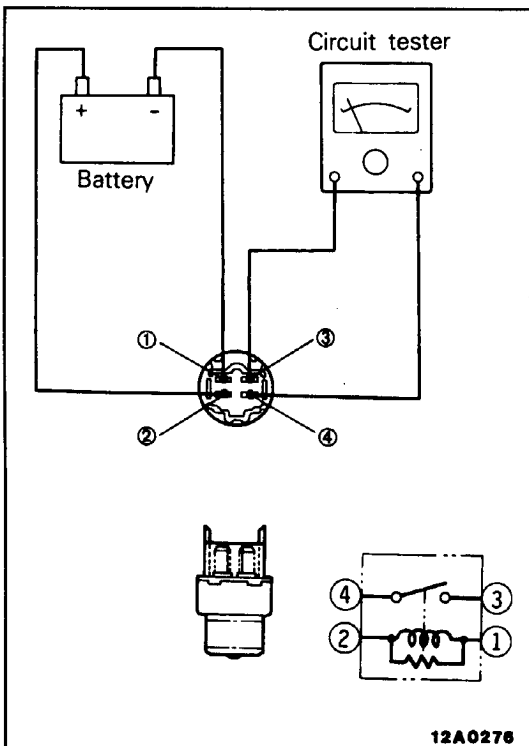 Circuit tester
+ -
Battery
① ③
② ④
④ ③
② ①
12A0276